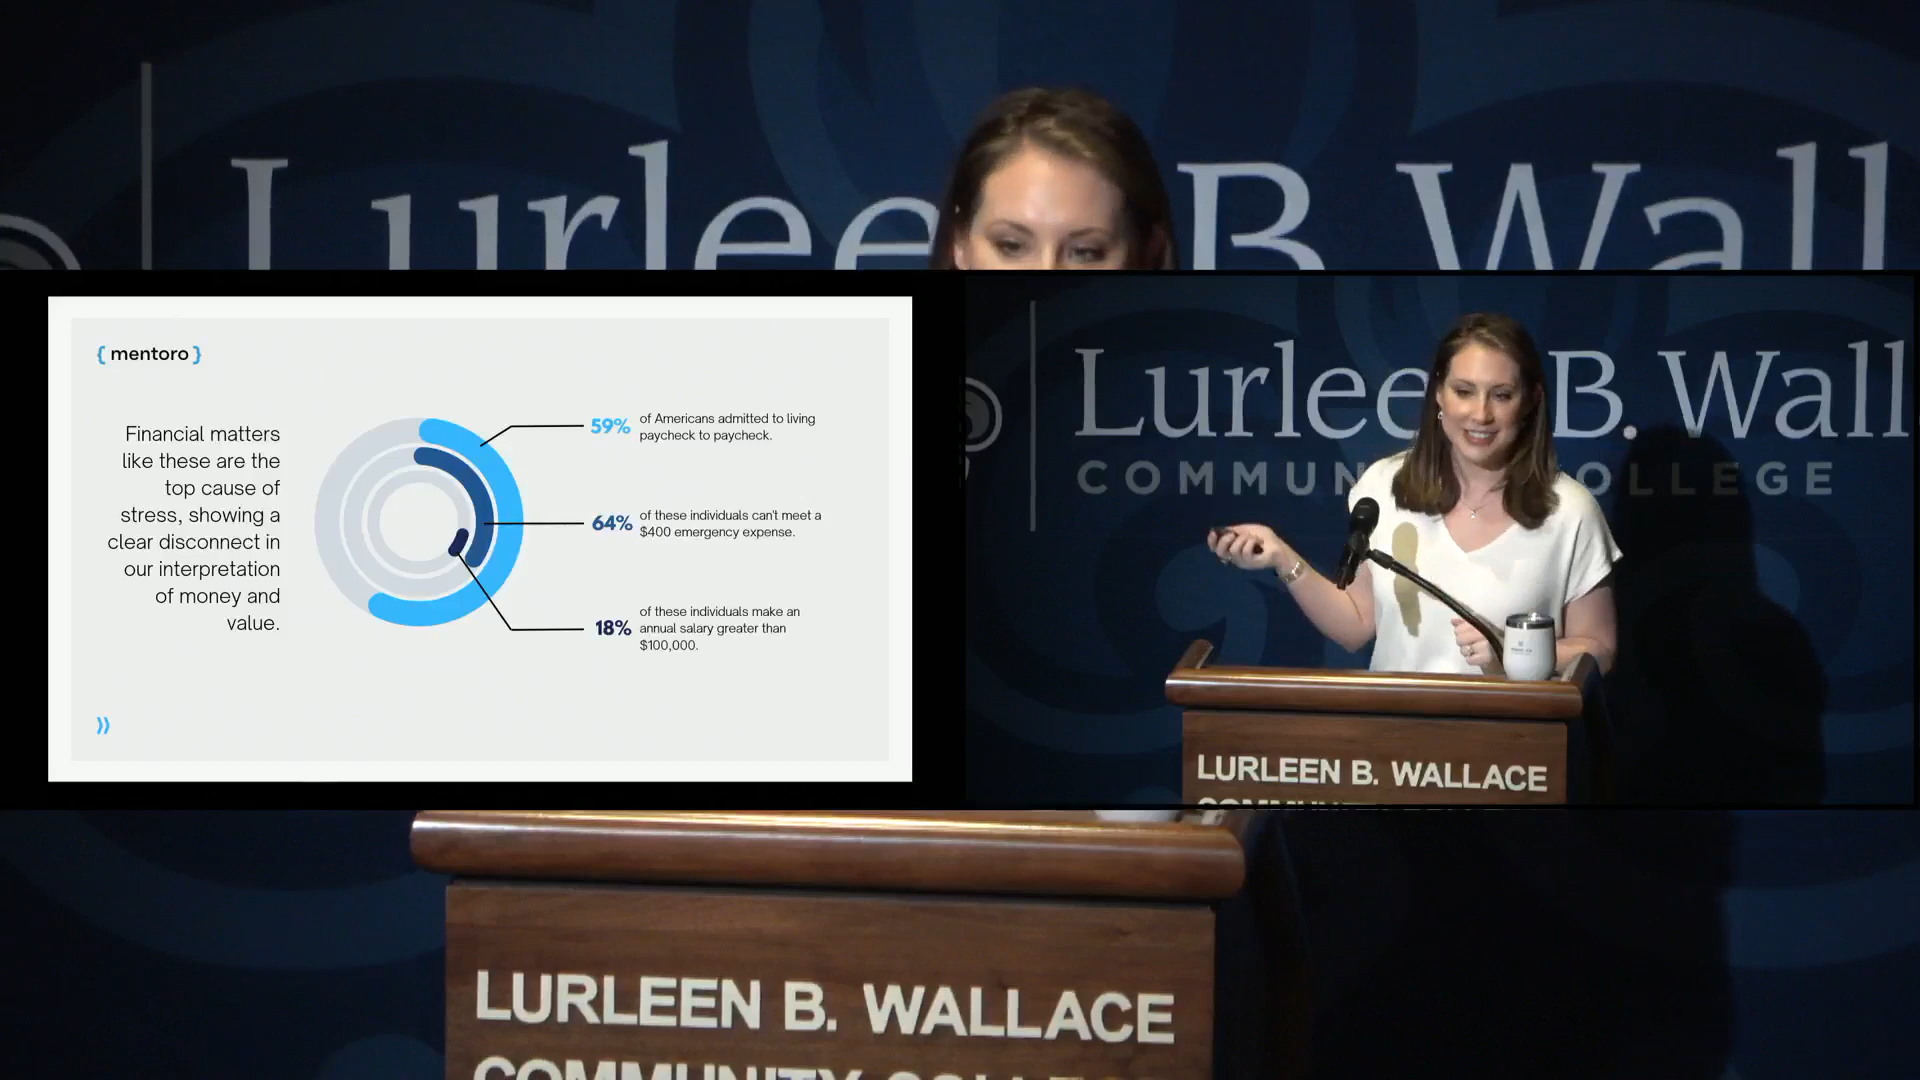 Lurlee B. Wall
{ mentoro }
Financial matters
like these are the
top cause of
stress, showing a
clear disconnect in
our interpretation
of money and
value.
59% of Americans admitted to living
paycheck to paycheck.
64% of these individuals can't meet a
$400 emergency expense.
18% of these individuals make an
annual salary greater than
$100,000.
Lurlee B. Wall
COMMUN OLLEGE
LURLEEN B. WALLACE
LURLEEN B. WALLACE
COMMUNITY COLLEGE